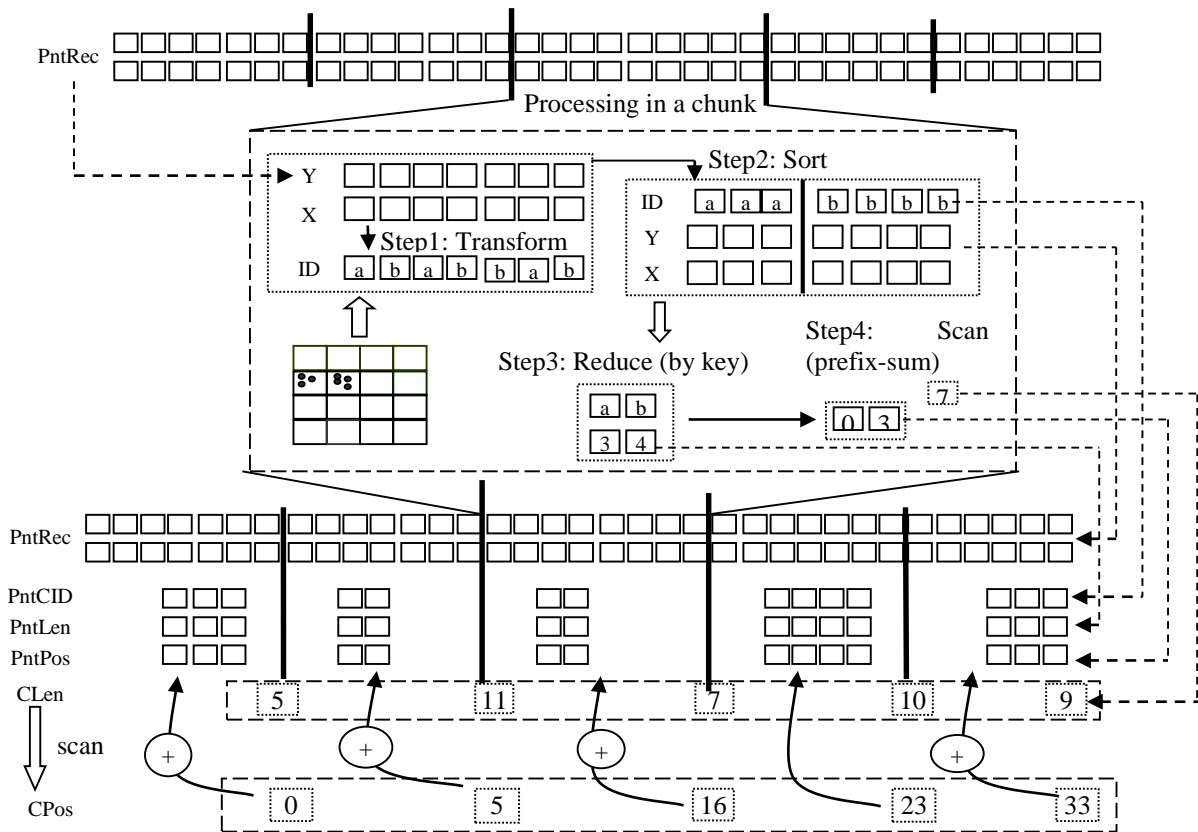 PntRec
Processing in a chunk
Y
X
Step1: Transform
ID a b a b b a b
Step2: Sort
ID a a a b b b b
Y
X
Step3: Reduce (by key)
a b
3 4
Step4: Scan
(prefix-sum)
7
0 3
PntRec
PntCID
PntLen
PntPos
CLen 5 11 7 10 9
scan
+ + + +
CPos 0 5 16 23 33